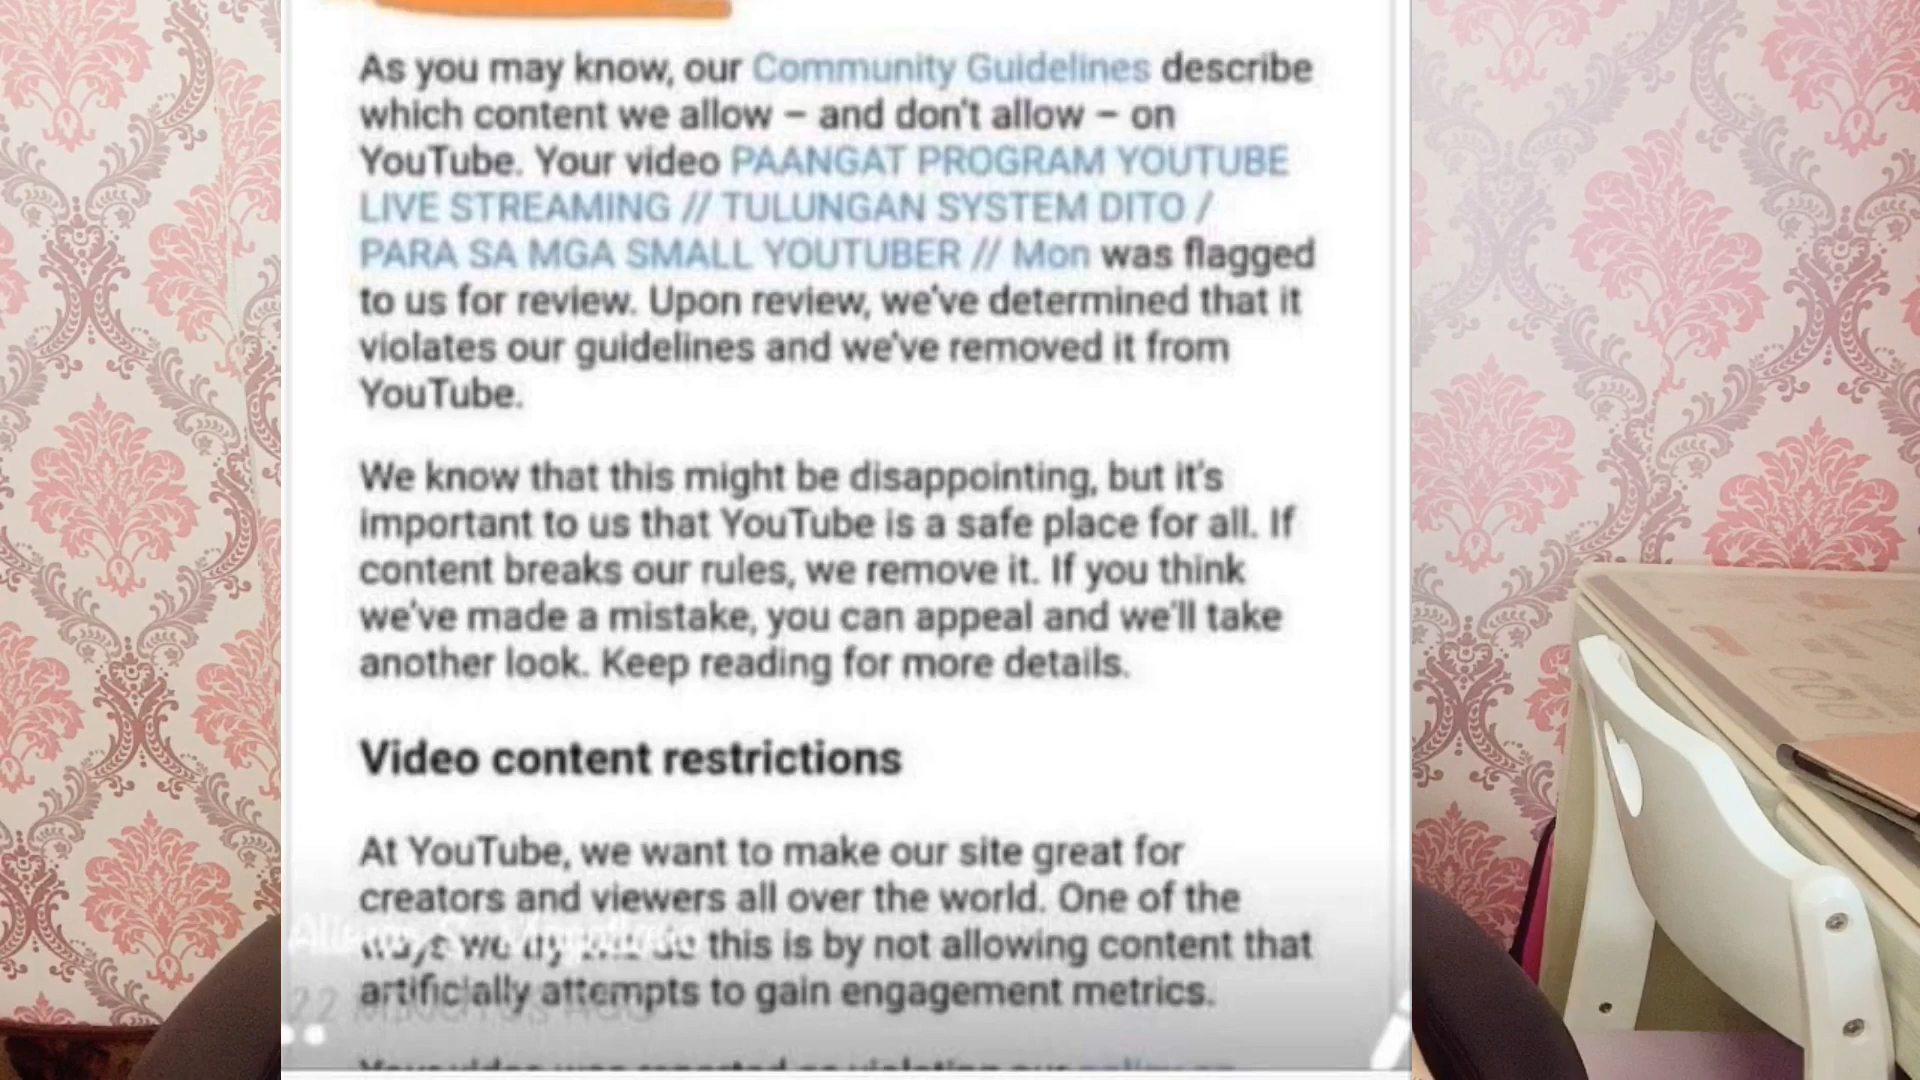 As you may know, our Community Guidelines describe
which content we allow – and don't allow – on
YouTube. Your video PAANGAT PROGRAM YOUTUBE
LIVE STREAMING // TULUNGAN SYSTEM DITO /
PARA SA MGA SMALL YOUTUBER // Mon was flagged
to us for review. Upon review, we've determined that it
violates our guidelines and we've removed it from
YouTube.
We know that this might be disappointing, but it's
important to us that YouTube is a safe place for all. If
content breaks our rules, we remove it. If you think
we've made a mistake, you can appeal and we'll take
another look. Keep reading for more details.
Video content restrictions
At YouTube, we want to make our site great for
creators and viewers all over the world. One of the
ways we try this is by not allowing content that
artificially attempts to gain engagement metrics.
22 MINUTES AGO